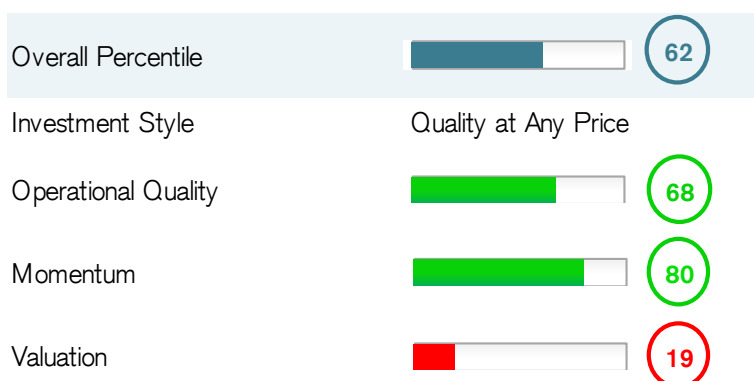 Overall Percentile 62
Investment Style Quality at Any Price
Operational Quality 68
Momentum 80
Valuation 19